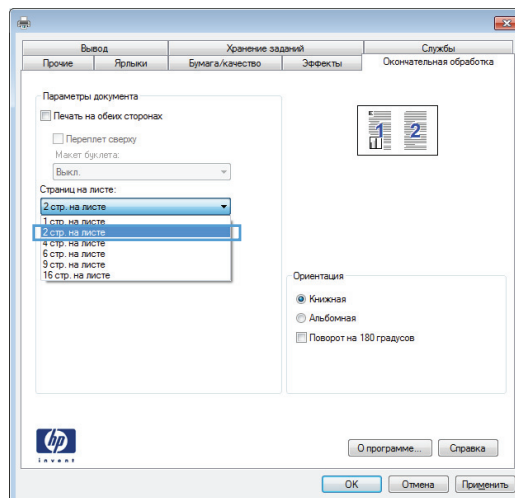 Вывод
Хранение заданий
Службы
Прочие
Ярлыки
Бумага/качество
Эффекты
Окончательная обработка
Параметры документа
Печать на обеих сторонах
Переплет сверху
Макет буклета:
Выкл.
Страниц на листе:
2 стр. на листе
1 стр. на листе
2 стр. на листе
4 стр. на листе
6 стр. на листе
9 стр. на листе
16 стр. на листе
1 2
Ориентация
Книжная
Альбомная
Поворот на 180 градусов
hp
invent
О программе...
Справка
OK
Отмена
Применить